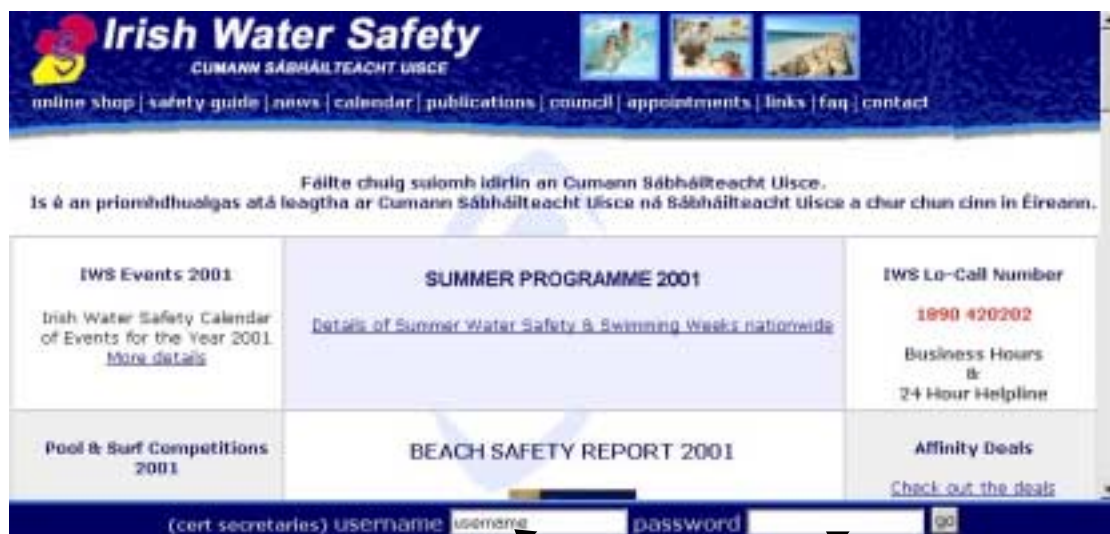 Irish Water Safety
CUMANN SÁBHÁILTEACHT UISCE
online shop | safety guide | news | calendar | publications | council | appointments | links | faq | contact
Fáilte chuig suiomh idirlin an Cumann Sábháilteacht Uisce.
Is é an priomhdhualgas atá leagtha ar Cumann Sábháilteacht Uisce ná Sábháilteacht Uisce a chur chun cinn in Éireann.
IWS Events 2001
Irish Water Safety Calendar
of Events for the Year 2001
More details
SUMMER PROGRAMME 2001
Details of Summer Water Safety & Swimming Weeks nationwide
IWS Lo-Call Number
1890 420202
Business Hours
&
24 Hour Helpline
Pool & Surf Competitions
2001
BEACH SAFETY REPORT 2001
Affinity Deals
Check out the deals
(cert secretaries) username username password go